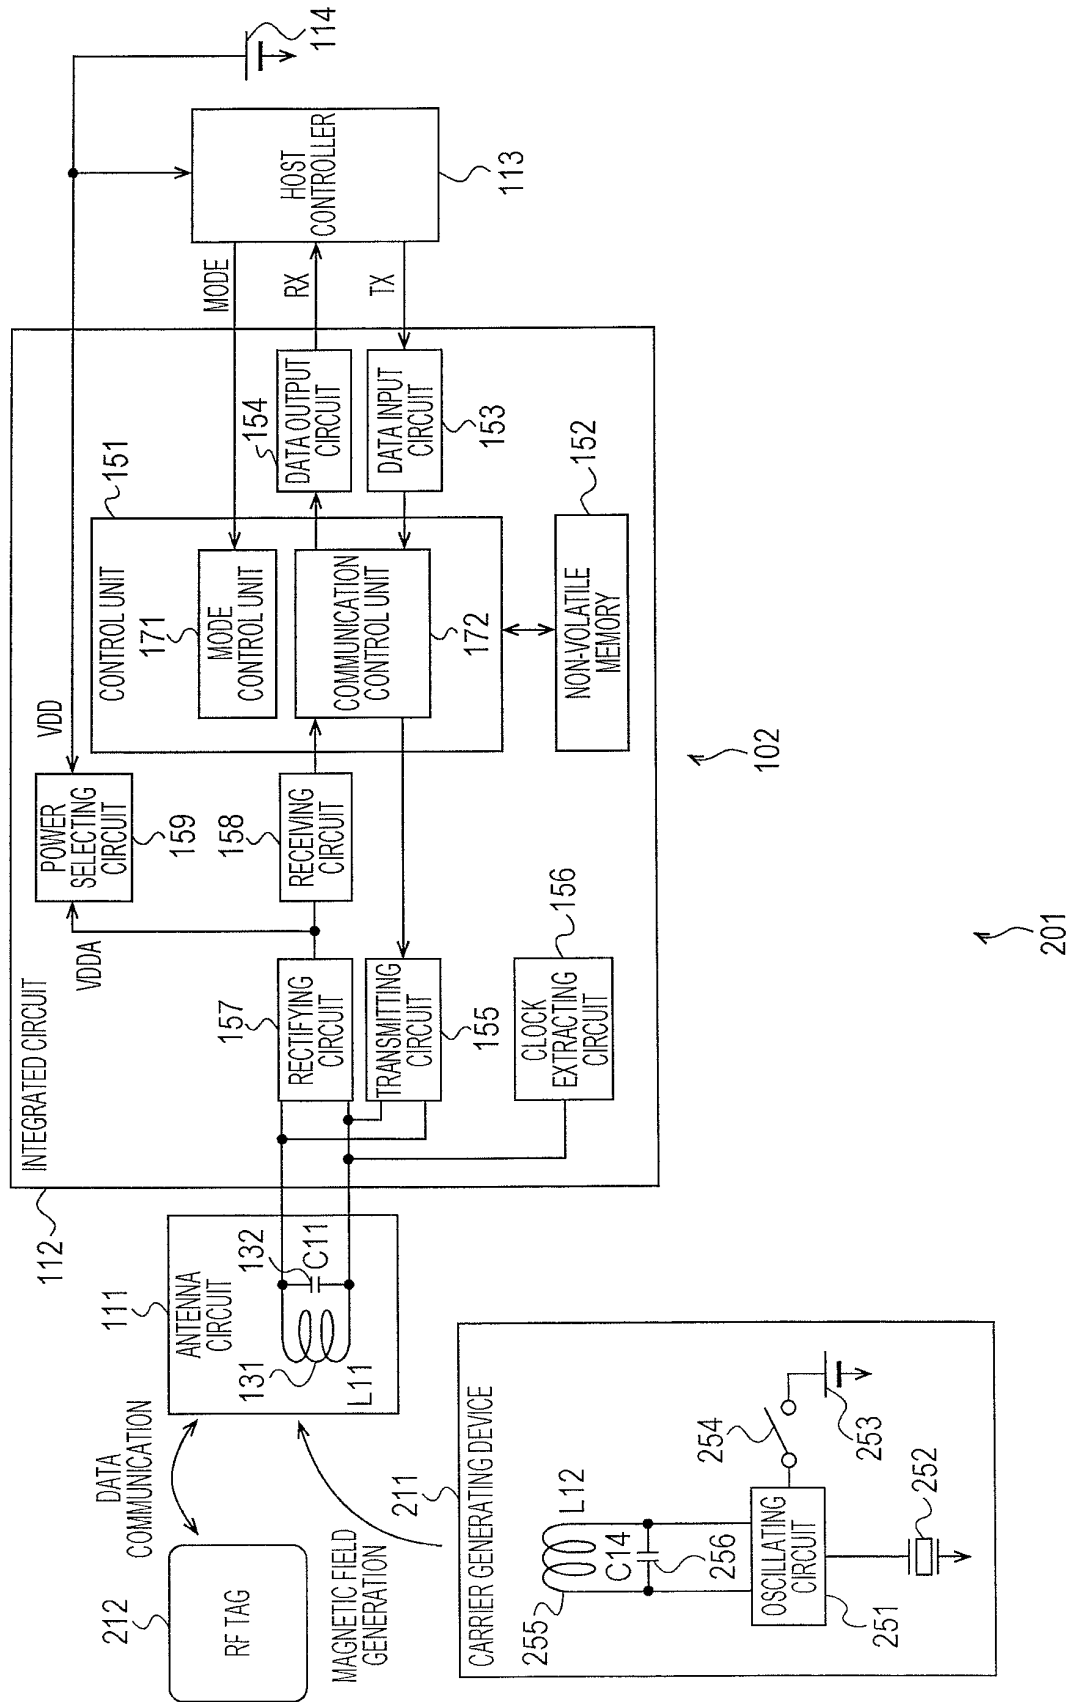 INTEGRATED CIRCUIT
112
VDD
114
POWER
SELECTING
CIRCUIT
159
VDDA
CONTROL UNIT
151
171
MODE
CONTROL UNIT
MODE
HOST
CONTROLLER
113
111
ANTENNA
CIRCUIT
132
C11
131
L11
157
RECTIFYING
CIRCUIT
158
RECEIVING
CIRCUIT
COMMUNICATION
CONTROL UNIT
172
154
DATA OUTPUT
CIRCUIT
RX
TRANSMITTING
CIRCUIT
155
DATA INPUT
CIRCUIT
153
TX
CLOCK
EXTRACTING
CIRCUIT
156
NON-VOLATILE
MEMORY
152
102
DATA
COMMUNICATION
212
RF TAG
MAGNETIC FIELD
GENERATION
211
CARRIER GENERATING DEVICE
255
L12
C14
256
254
253
OSCILLATING
CIRCUIT
251
252
201